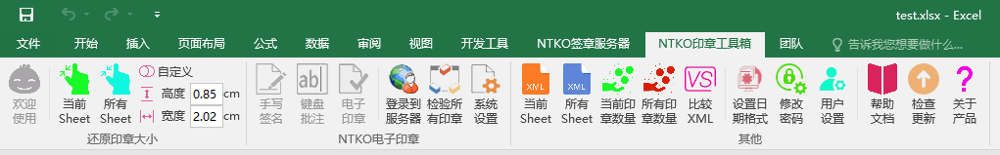 test.xlsx - Excel
文件 开始 插入 页面布局 公式 数据 审阅 视图 开发工具 NTKO签章服务器 NTKO印章工具箱 团队 告诉我您想要做什么...
欢迎使用
当前Sheet
所有Sheet
自定义
高度 0.85 cm
宽度 2.02 cm
还原印章大小
手写签名
ab|
键盘批注
电子印章
登录到服务器
检验所有印章
系统设置
NTKO电子印章
XML
当前Sheet
XML
所有Sheet
当前印章数量
所有印章数量
VS
比较XML
设置日期格式
修改密码
用户设置
帮助文档
检查更新
?
关于产品
其他